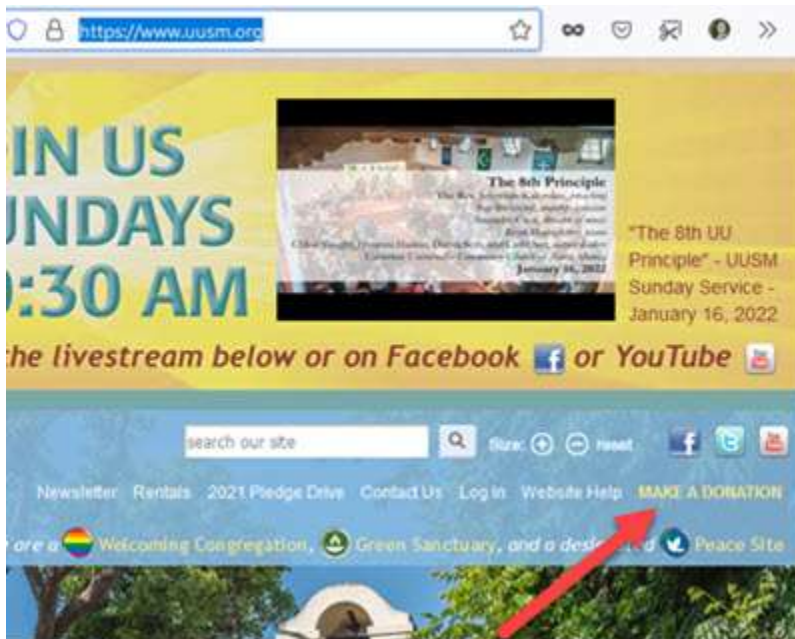 https://www.uusm.org
IN US
UNDAYS
:30 AM
The 8th Principle
January 16, 2022
"The 8th UU
Principle" - UUSM
Sunday Service -
January 16, 2022
the livestream below or on Facebook or YouTube
search our site Size: reset
Newsletter Rentals 2021 Pledge Drive Contact Us Log In Website Help MAKE A DONATION
are a Welcoming Congregation, Green Sanctuary, and a Peace Site